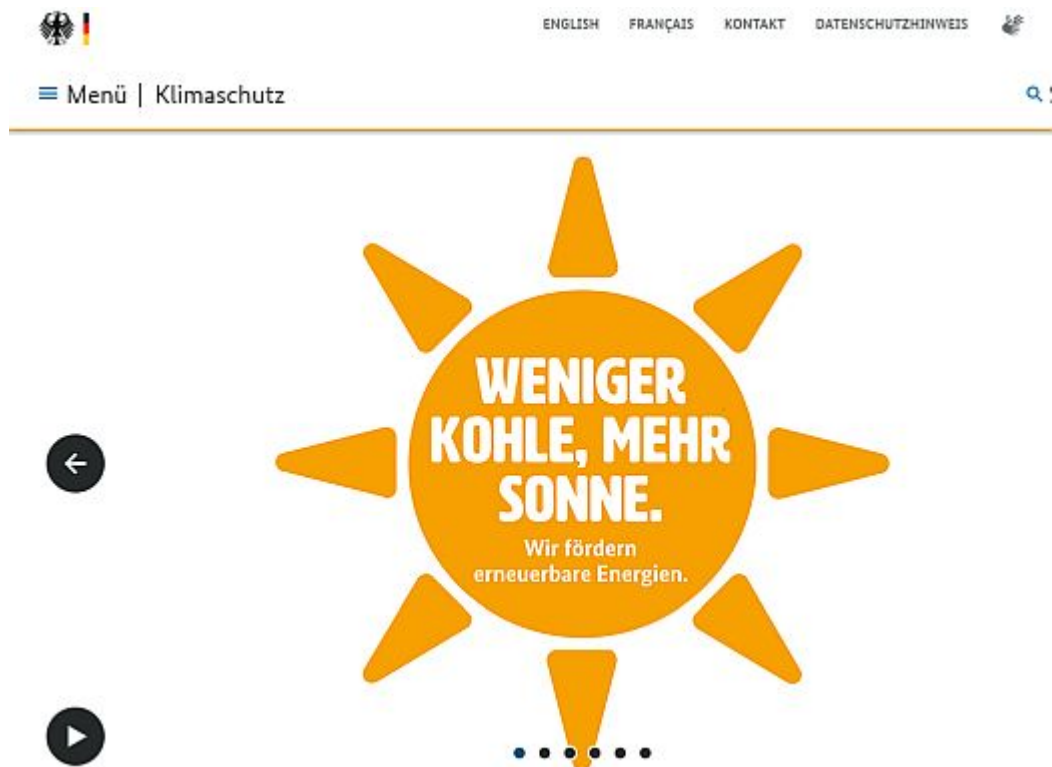 ENGLISH FRANÇAIS KONTAKT DATENSCHUTZHINWEIS
Menü | Klimaschutz
WENIGER
KOHLE, MEHR
SONNE.
Wir fördern
erneuerbare Energien.